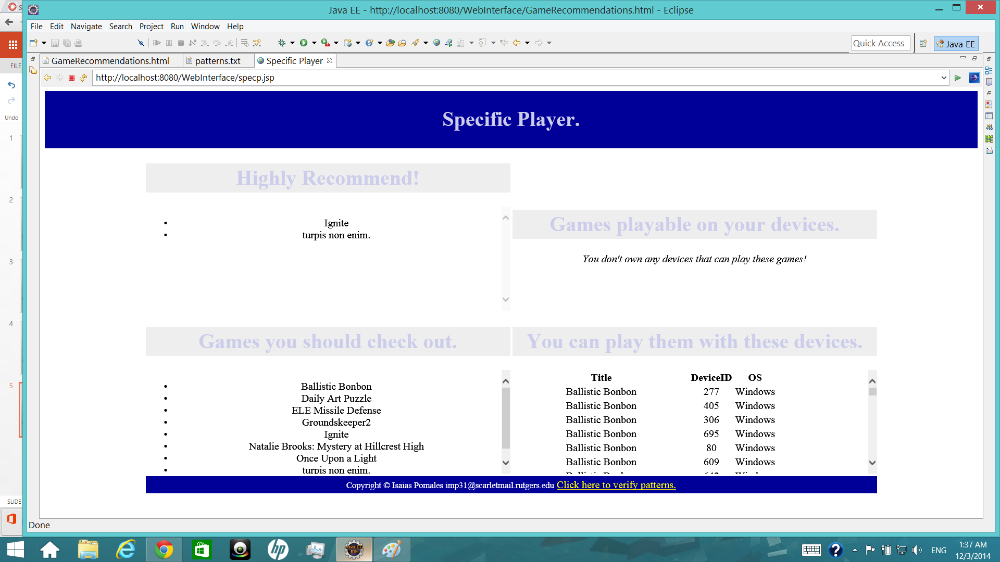 Java EE - http://localhost:8080/WebInterface/GameRecommendations.html - Eclipse
File Edit Navigate Search Project Run Window Help
Quick Access
Java EE
FILE
GameRecommendations.html
patterns.txt
Specific Player
http://localhost:8080/WebInterface/specp.jsp
Undo
1
2
3
4
5
SLIDE
Specific Player.
Highly Recommend!
• Ignite
• turpis non enim.
Games playable on your devices.
You don't own any devices that can play these games!
Games you should check out.
• Ballistic Bonbon
• Daily Art Puzzle
• ELE Missile Defense
• Groundskeeper2
• Ignite
• Natalie Brooks: Mystery at Hillcrest High
• Once Upon a Light
• turpis non enim.
You can play them with these devices.
Title DeviceID OS
Ballistic Bonbon 277 Windows
Ballistic Bonbon 405 Windows
Ballistic Bonbon 306 Windows
Ballistic Bonbon 695 Windows
Ballistic Bonbon 80 Windows
Ballistic Bonbon 609 Windows
Copyright © Isaias Pomales imp31@scarletmail.rutgers.edu Click here to verify patterns.
Done
hp
Java EE
IDE
ENG
1:37 AM
12/3/2014